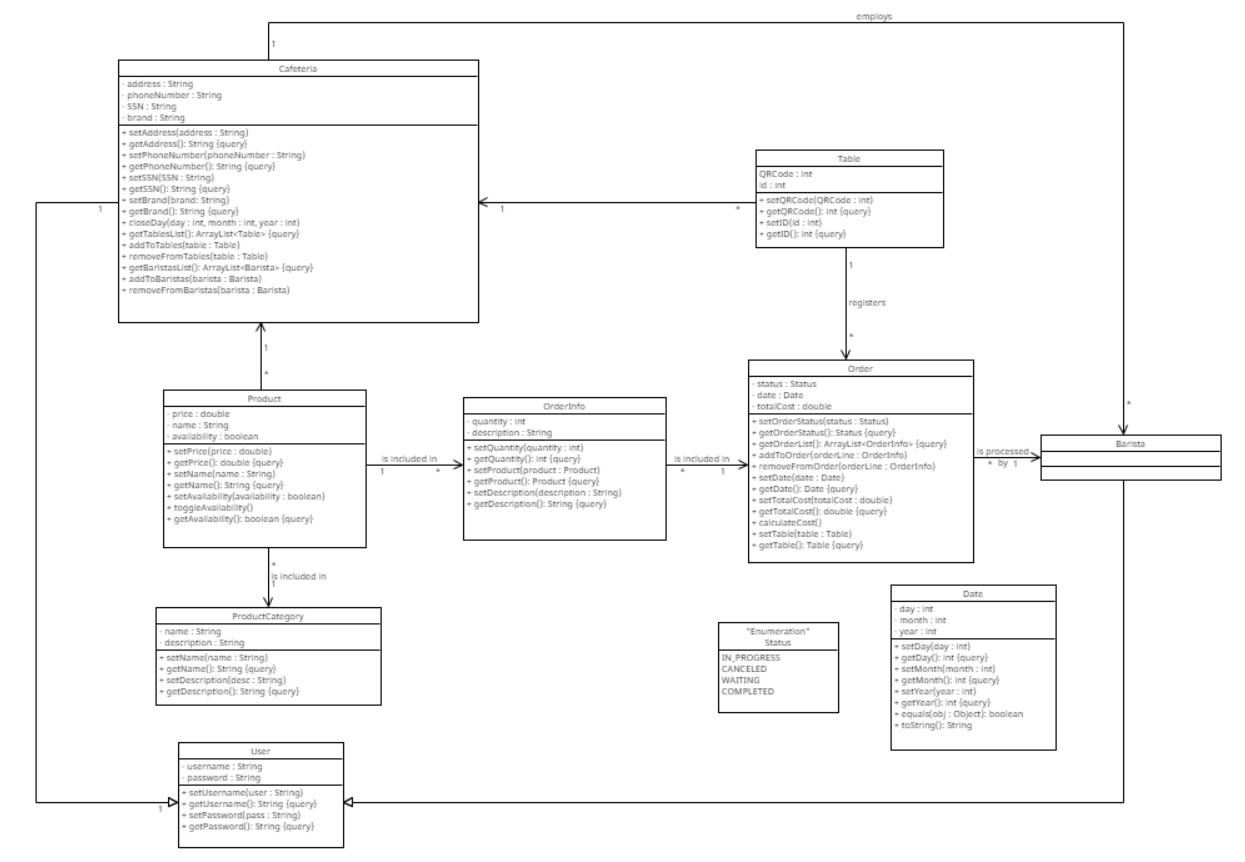 employs
1
Cafeteria
- address : String
- phoneNumber : String
- SSN : String
- brand : String
+ setAddress(address : String)
+ getAddress(): String {query}
+ setPhoneNumber(phoneNumber : String)
+ getPhoneNumber(): String {query}
+ setSSN(SSN : String)
+ getSSN(): String {query}
+ setBrand(brand: String)
+ getBrand(): String {query}
+ closeDay(day : int, month : int, year : int)
+ getTablesList(): ArrayList<Table> {query}
+ addToTables(table : Table)
+ removeFromTables(table : Table)
+ getBaristasList(): ArrayList<Barista> {query}
+ addToBaristas(barista : Barista)
+ removeFromBaristas(barista : Barista)
1
1
*
Table
QRCode : int
id : int
+ setQRCode(QRCode : int)
+ getQRCode(): int {query}
+ setID(id : int)
+ getID(): int {query}
1
registers
*
1
*
Product
- price : double
- name : String
- availability : boolean
+ setPrice(price : double)
+ getPrice(): double {query}
+ setName(name : String)
+ getName(): String {query}
+ setAvailability(availability : boolean)
+ toggleAvailability()
+ getAvailability(): boolean {query}
is included in
1
*
OrderInfo
- quantity : int
- description : String
+ setQuantity(quantity : int)
+ getQuantity(): int {query}
+ setProduct(product : Product)
+ getProduct(): Product {query}
+ setDescription(description : String)
+ getDescription(): String {query}
is included in
*
1
Order
- status : Status
- date : Date
- totalCost : double
+ setOrderStatus(status : Status)
+ getOrderStatus(): Status {query}
+ getOrderList(): ArrayList<OrderInfo> {query}
+ addToOrder(orderLine : OrderInfo)
+ removeFromOrder(orderLine : OrderInfo)
+ setDate(date : Date)
+ getDate(): Date {query}
+ setTotalCost(totalCost : double)
+ getTotalCost(): double {query}
+ calculateCost()
+ setTable(table : Table)
+ getTable(): Table {query}
is processed
by
*
1
*
Barista
*
is included in
1
ProductCategory
- name : String
- description : String
+ setName(name : String)
+ getName(): String {query}
+ setDescription(desc : String)
+ getDescription(): String {query}
"Enumeration"
Status
IN_PROGRESS
CANCELED
WAITING
COMPLETED
Date
- day : int
- month : int
- year : int
+ setDay(day : int)
+ getDay(): int {query}
+ setMonth(month : int)
+ getMonth(): int {query}
+ setYear(year : int)
+ getYear(): int {query}
+ equals(obj : Object): boolean
+ toString(): String
User
- username : String
- password : String
+ setUsername(user : String)
+ getUsername(): String {query}
+ setPassword(pass : String)
+ getPassword(): String {query}
1